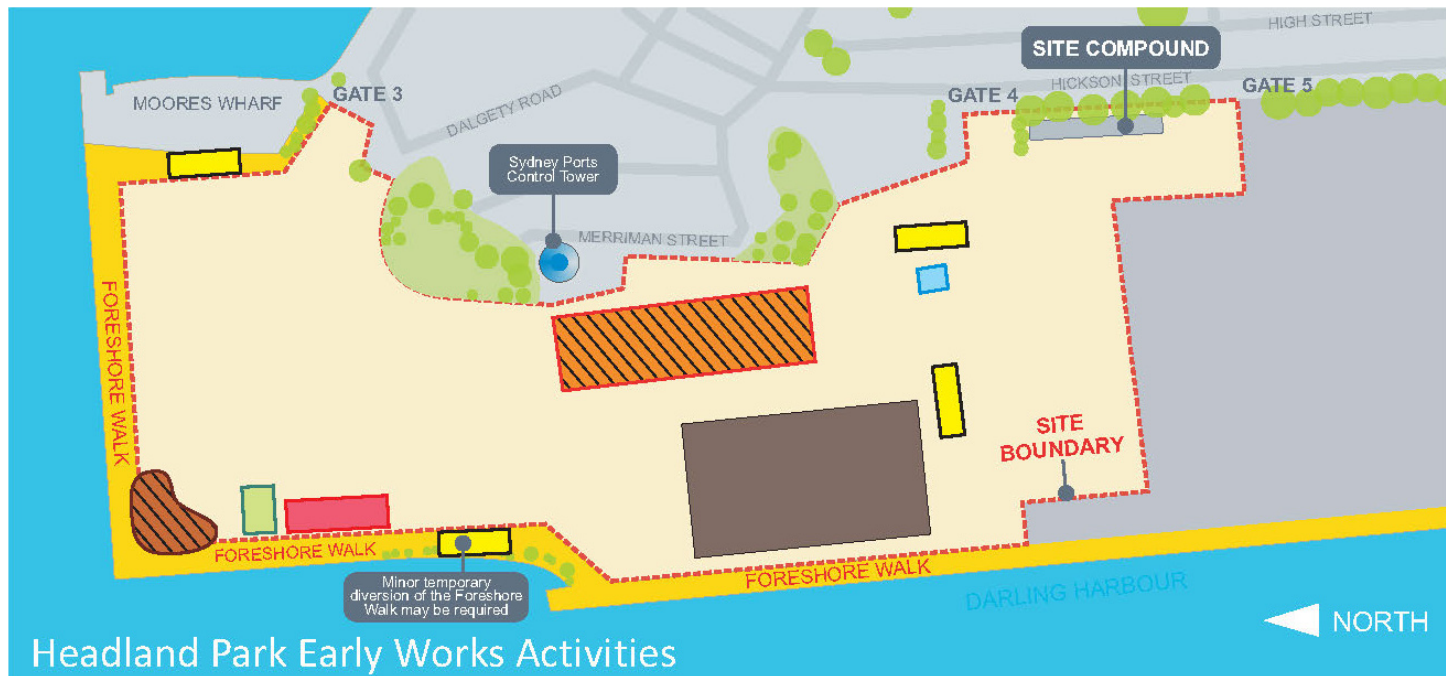 HIGH STREET
SITE COMPOUND
HICKSON STREET
MOORES WHARF
GATE 3
GATE 4
GATE 5
DALGETY ROAD
Sydney Ports
Control Tower
MERRIMAN STREET
FORESHORE WALK
SITE
BOUNDARY
FORESHORE WALK
FORESHORE WALK
Minor temporary
diversion of the Foreshore
Walk may be required
DARLING HARBOUR
NORTH
Headland Park Early Works Activities